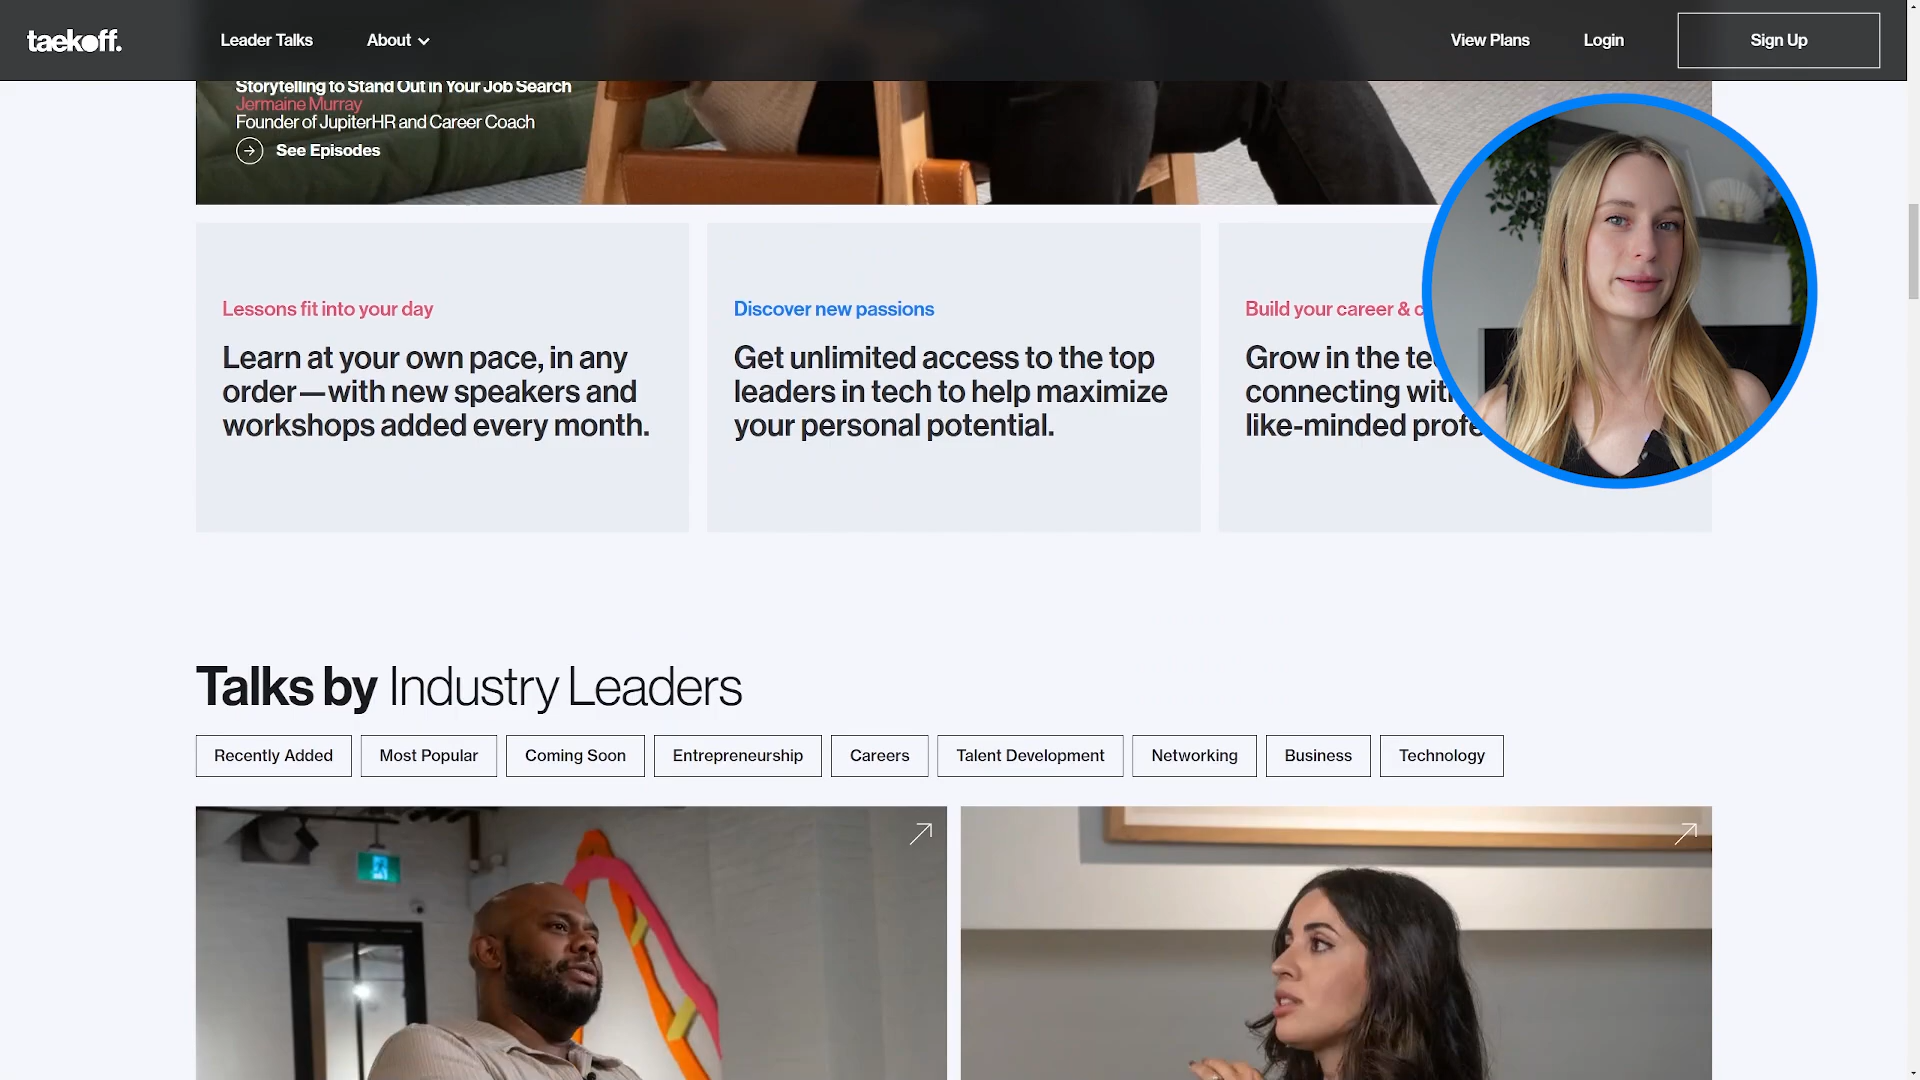 taekoff.
Leader Talks
About
View Plans
Login
Sign Up
Storytelling to Stand Out in Your Job Search
Jermaine Murray
Founder of JupiterHR and Career Coach
See Episodes
Lessons fit into your day
Learn at your own pace, in any
order—with new speakers and
workshops added every month.
Discover new passions
Get unlimited access to the top
leaders in tech to help maximize
your personal potential.
Build your career &
Grow in the
connecting
like-minded
Talks by Industry Leaders
Recently Added
Most Popular
Coming Soon
Entrepreneurship
Careers
Talent Development
Networking
Business
Technology